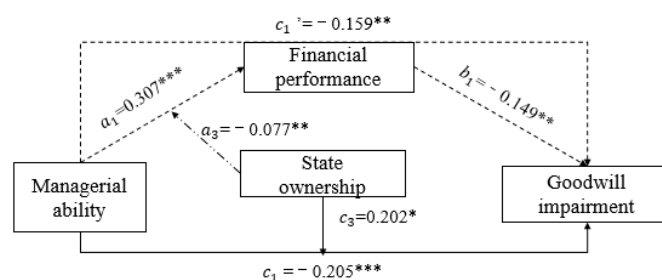 c₁’= − 0.159**
Financial
performance
a₁=0.307***
b₁= − 0.149**
a₃= − 0.077**
State
ownership
Managerial
ability
Goodwill
impairment
c₃=0.202*
c₁ = − 0.205***